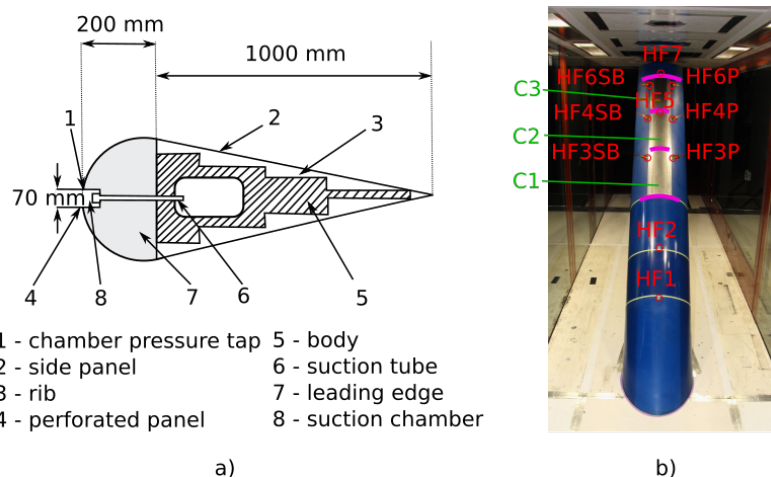 200 mm
1000 mm
1
2
3
70 mm
4
8
7
6
5
1 - chamber pressure tap
2 - side panel
3 - rib
4 - perforated panel
5 - body
6 - suction tube
7 - leading edge
8 - suction chamber
a)
HF7
HF6SB
HF6P
C3
HF5
HF4SB
HF4P
C2
HF3SB
HF3P
C1
HF2
HF1
b)